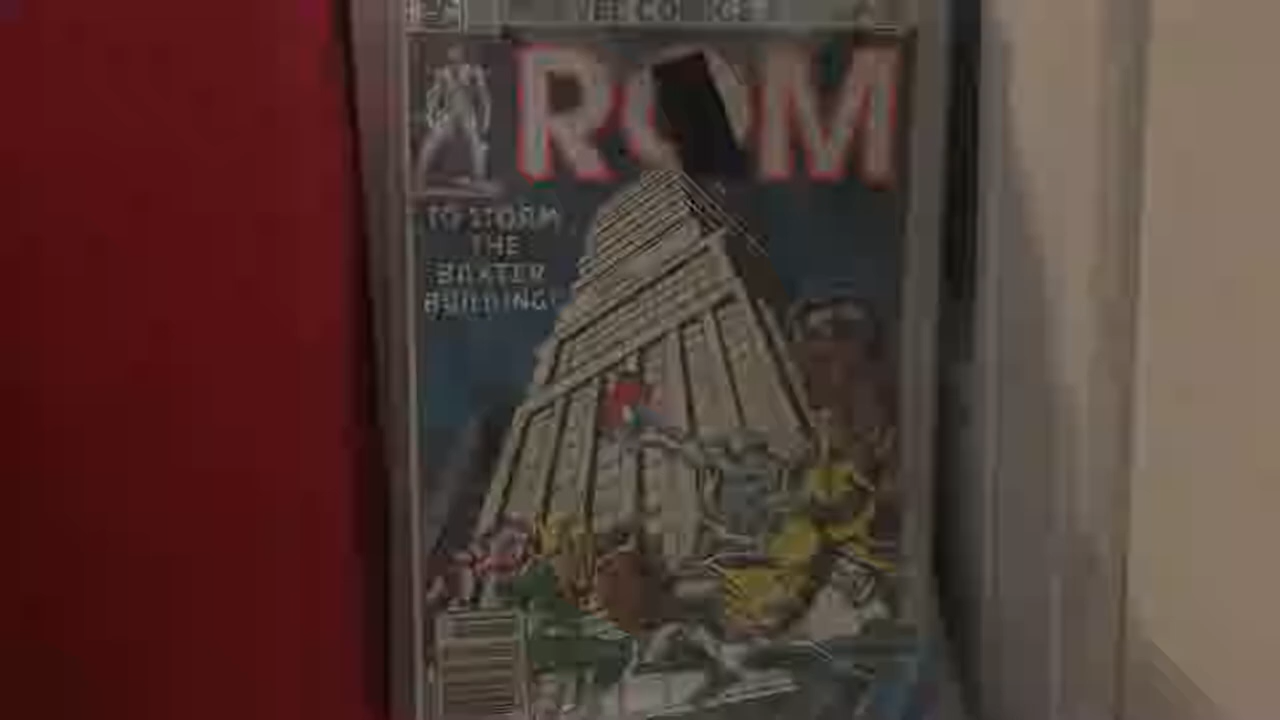 ROM
TO STORM
THE
BAXTER
BUILDING!